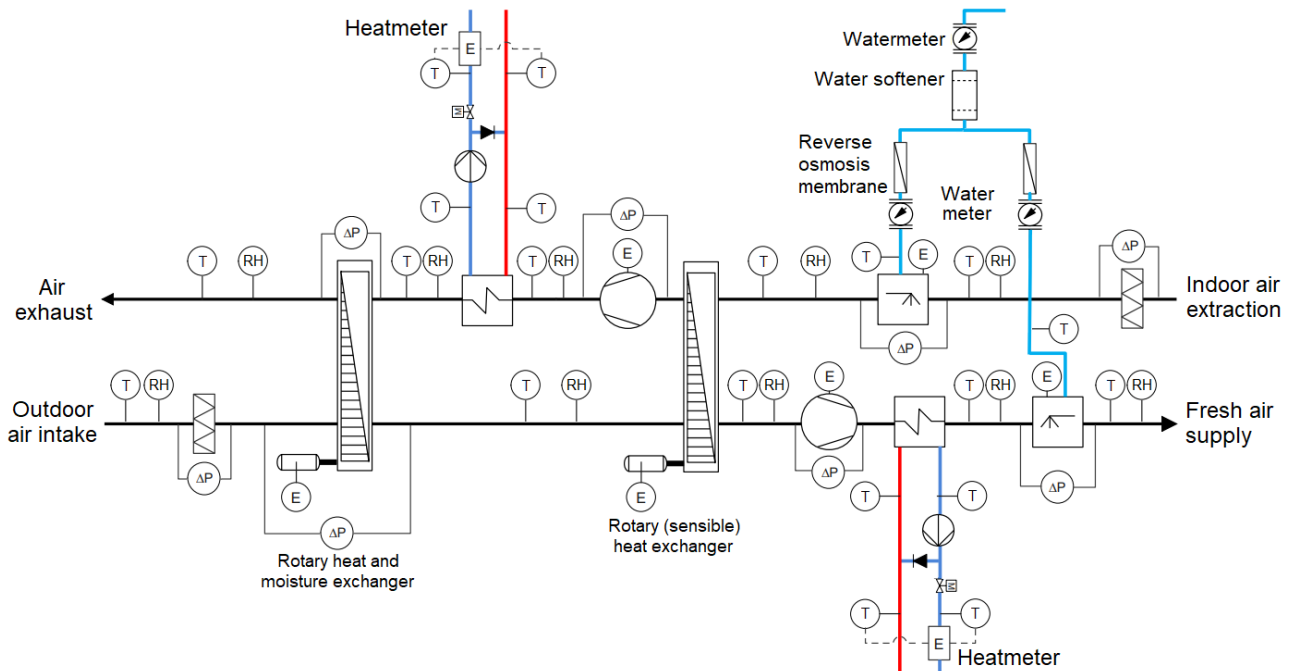 Heatmeter
E
T
T
M
T
T
Watermeter
Water softener
Reverse
osmosis
membrane
Water
meter
ΔP
T
RH
T
RH
T
RH
ΔP
E
T
RH
T
E
T
RH
ΔP
Air
exhaust
Indoor air
extraction
ΔP
T
Outdoor
air intake
T
RH
T
RH
T
RH
E
T
RH
E
T
RH
Fresh air
supply
ΔP
E
ΔP
E
ΔP
ΔP
T
T
Rotary (sensible)
heat exchanger
Rotary heat and
moisture exchanger
M
T
T
E
Heatmeter